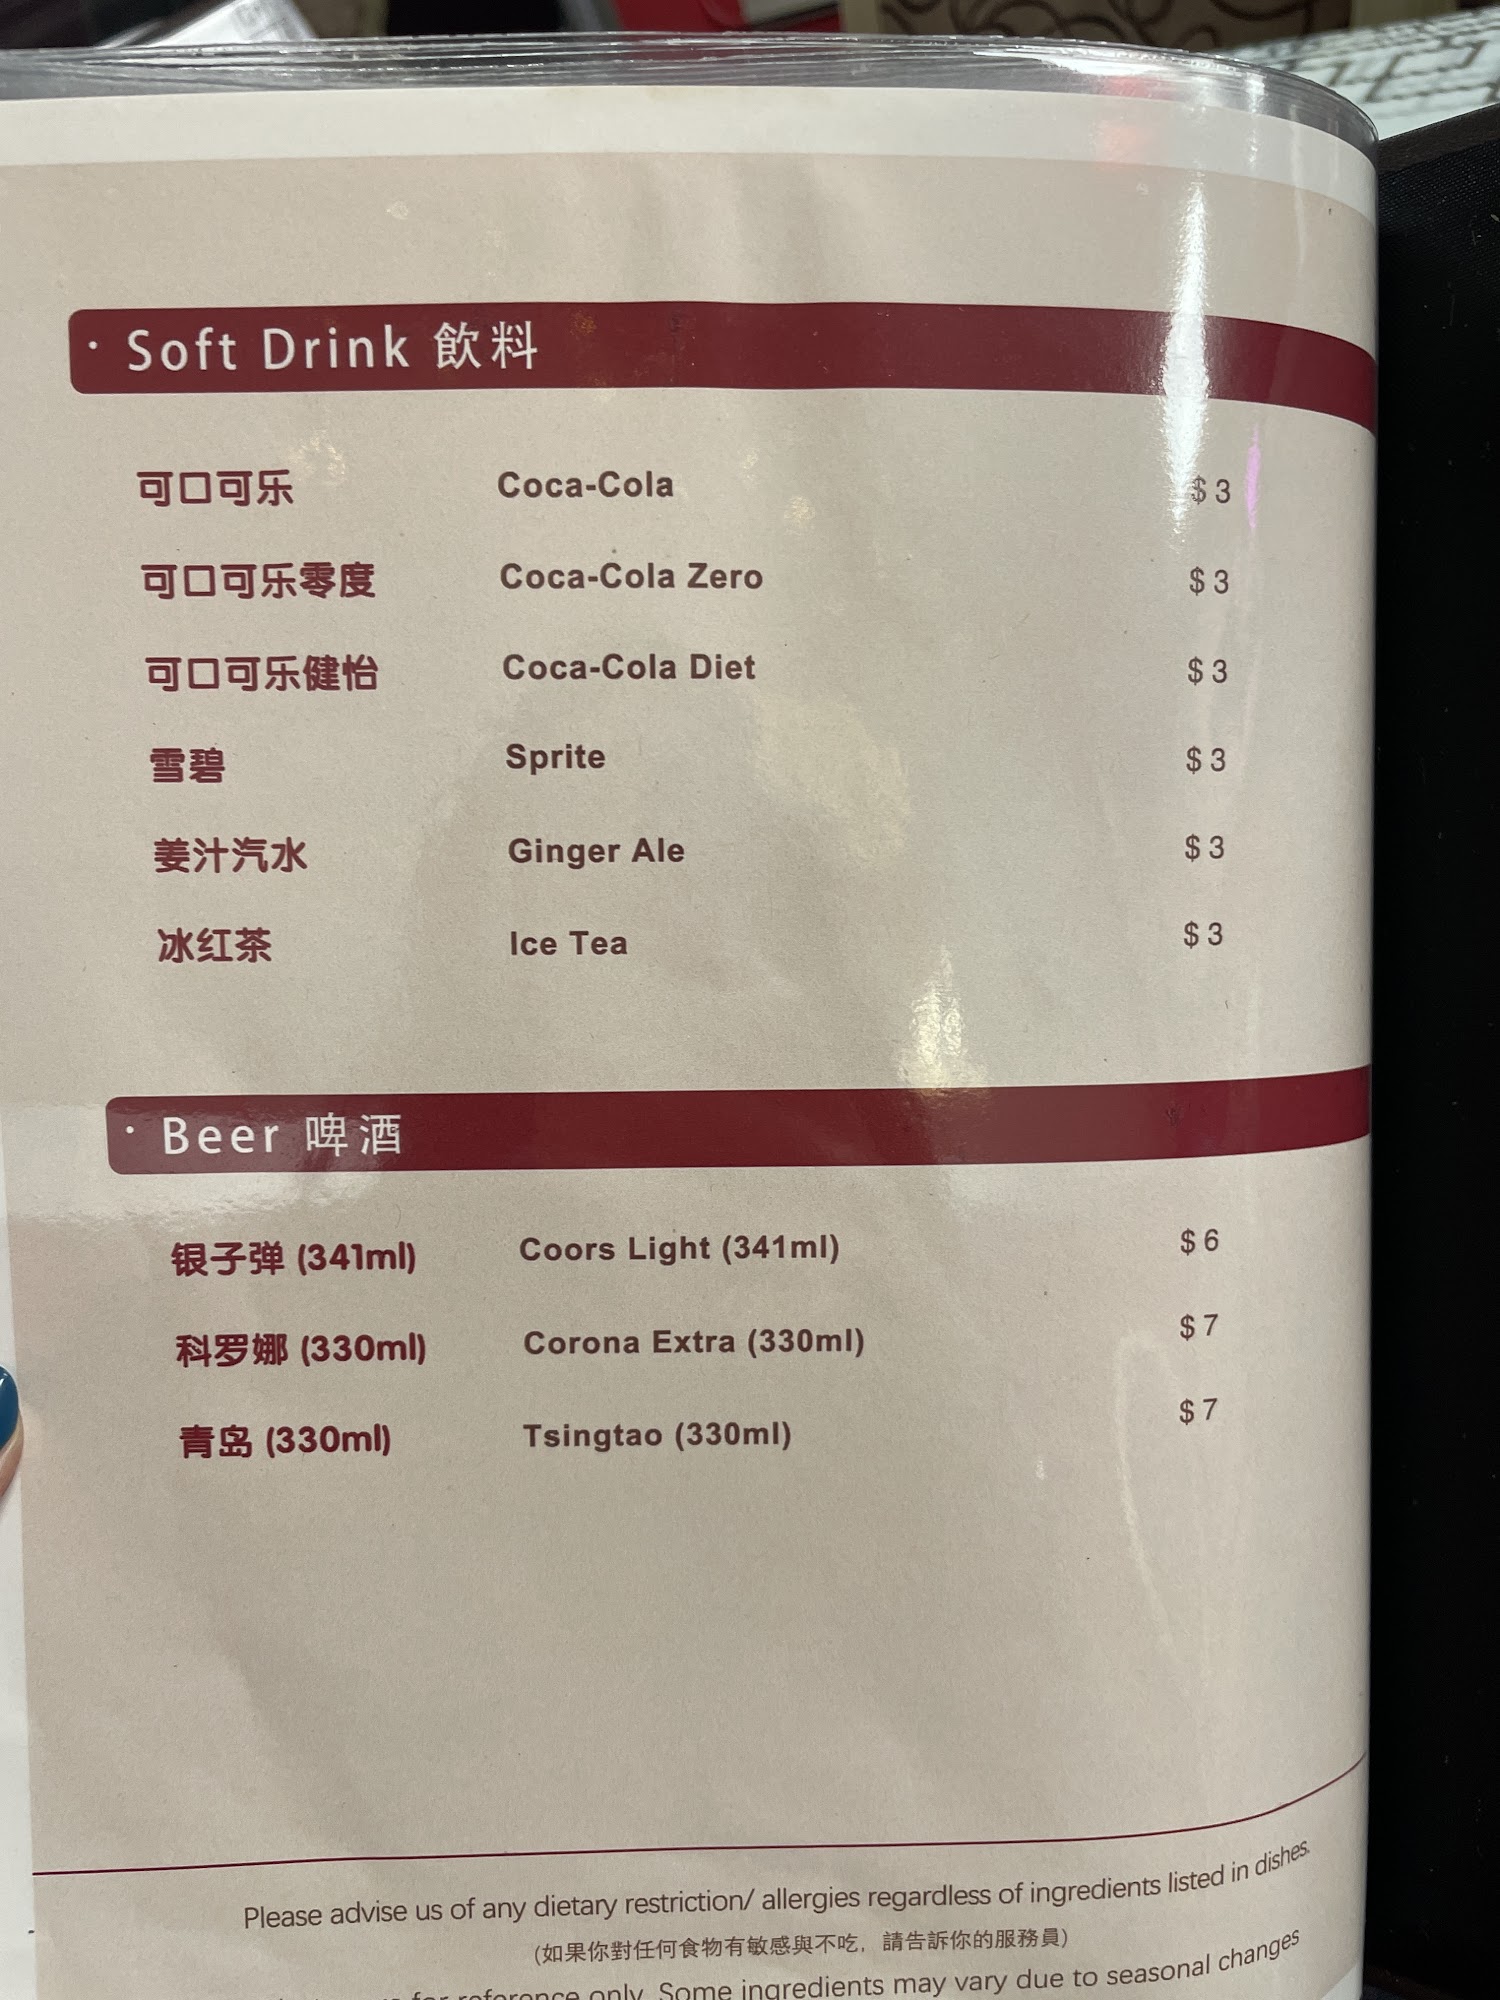 · Soft Drink 飲料
可口可乐 Coca-Cola $3
可口可乐零度 Coca-Cola Zero $3
可口可乐健怡 Coca-Cola Diet $3
雪碧 Sprite $3
姜汁汽水 Ginger Ale $3
冰红茶 Ice Tea $3
· Beer 啤酒
银子弹 (341ml) Coors Light (341ml) $6
科罗娜 (330ml) Corona Extra (330ml) $7
青岛 (330ml) Tsingtao (330ml) $7
Please advise us of any dietary restriction/ allergies regardless of ingredients listed in dishes.
(如果你對任何食物有敏感與不吃，請告訴你的服務員)
for reference only. Some ingredients may vary due to seasonal changes